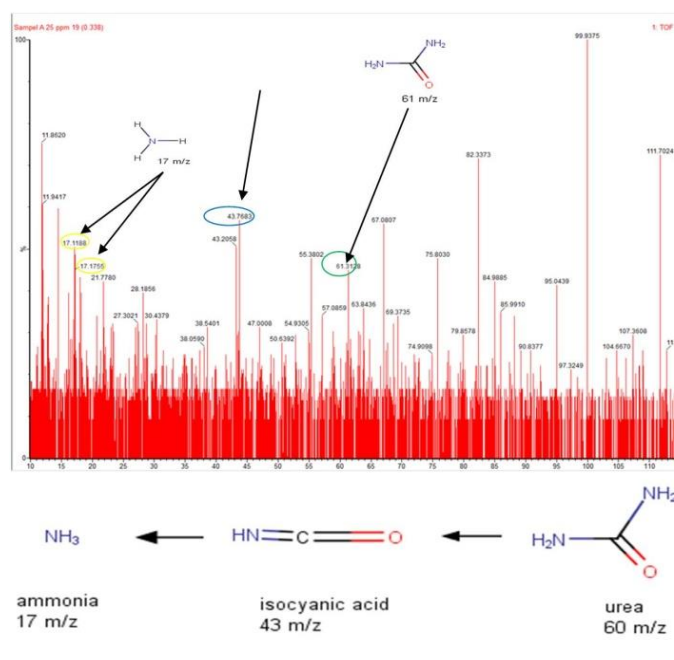 Sampel A 25 ppm 19 (0.338)
1: TOF
100
99.9375
NH₂
H₂N
O
61 m/z
H
N
H
H
17 m/z
11.8620
11.9417
17.1188
17.1755
21.7780
28.1856
27.3021
30.4379
38.0590
38.5401
43.7683
43.2058
47.0008
50.6392
54.9305
55.3802
57.0859
61.3128
63.8436
67.0807
69.3735
74.9098
75.8030
79.8578
82.3373
84.9885
85.9910
90.8377
95.0439
97.3249
104.6670
107.3608
111.7024
11
%
0
10 15 20 25 30 35 40 45 50 55 60 65 70 75 80 85 90 95 100 105 110
NH₃
HN C O
H₂N
NH₂
O
ammonia
17 m/z
isocyanic acid
43 m/z
urea
60 m/z